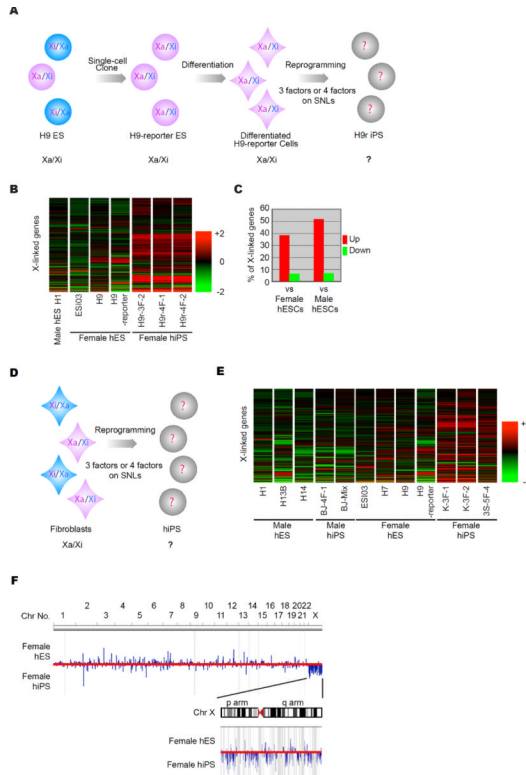 A
Xi/Xa
Xa/Xi
Xi/Xa
Single-cell
Clone
Xa/Xi
Xa/Xi
Xa/Xi
Differentiation
Xa/Xi
Xa/Xi
Xa/Xi
Reprogramming
3 factors or 4 factors
on SNLs
?
?
?
H9 ES
H9-reporter ES
Differentiated
H9-reporter Cells
H9r iPS
Xa/Xi
Xa/Xi
Xa/Xi
?
B
X-linked genes
+2
0
-2
H1
ESI03
H9
H9
-reporter
H9r-3F-2
H9r-4F-1
H9r-4F-2
Male hES
Female hES
Female hiPS
C
% of X-linked genes
60
50
40
30
20
10
0
Up
Down
vs
Female
hESCs
vs
Male
hESCs
D
Xi/Xa
Xa/Xi
Xi/Xa
Xa/Xi
Reprogramming
3 factors or 4 factors
on SNLs
?
?
?
?
Fibroblasts
hiPS
Xa/Xi
?
E
X-linked genes
+
-
H1
H13B
H14
BJ-4F-1
BJ-Mix
ESI03
H7
H9
H9
-reporter
K-3F-1
K-3F-2
3S-5F-4
Male
hES
Male
hiPS
Female
hES
Female
hiPS
F
Chr No.
1 2 3 4 5 6 7 8 9 10 11 12 13 14 15 16 17 18 19 20 21 22 X
Female
hES
Female
hiPS
p arm
q arm
Chr X
Female hES
Female hiPS